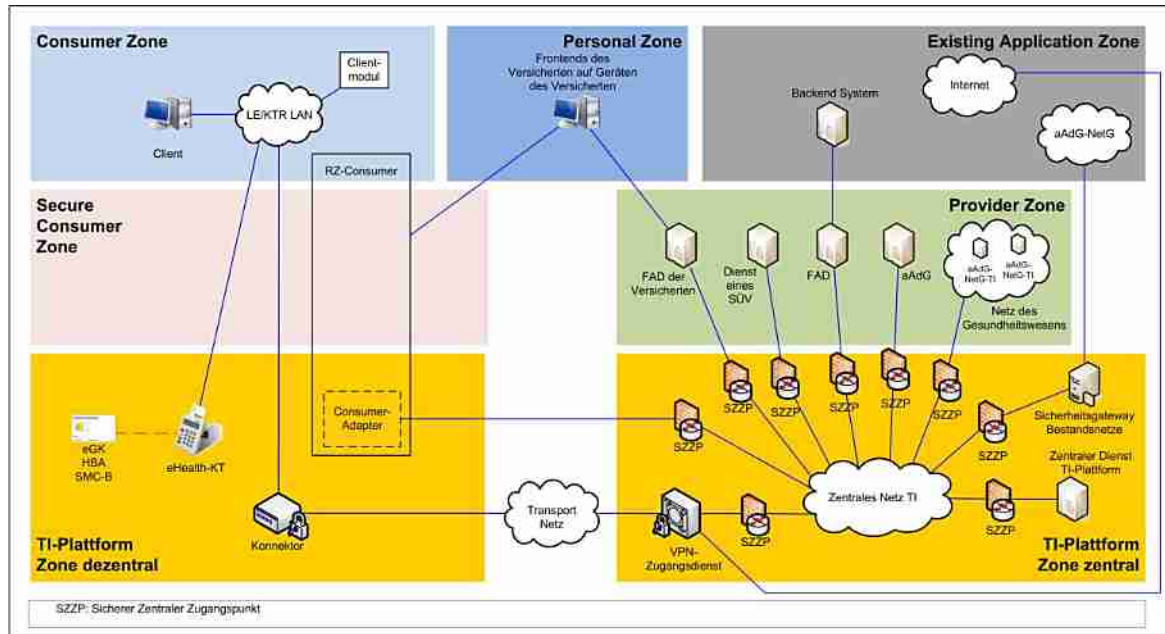 Consumer Zone
Client-
modul
LE/KTR LAN
Client
RZ-Consumer
Personal Zone
Frontends des
Versicherten auf Geräten
des Versicherten
Existing Application Zone
Internet
Backend System
aAdG-NetG
Secure
Consumer
Zone
Provider Zone
FAD der
Versicherten
Dienst
eines
SÜV
FAD
aAdG
aAdG-
NetG-TI
aAdG-
NetG-TI
Netz des
Gesundheitswesens
Consumer-
Adapter
eGK
HBA
SMC-B
eHealth-KT
Konnektor
TI-Plattform
Zone dezentral
Transport
Netz
SZZP
SZZP
SZZP
SZZP
SZZP
SZZP
SZZP
Sicherheitsgateway
Bestandsnetze
Zentraler Dienst
TI-Plattform
Zentrales Netz TI
SZZP
SZZP
VPN-
Zugangsdienst
TI-Plattform
Zone zentral
SZZP: Sicherer Zentraler Zugangspunkt